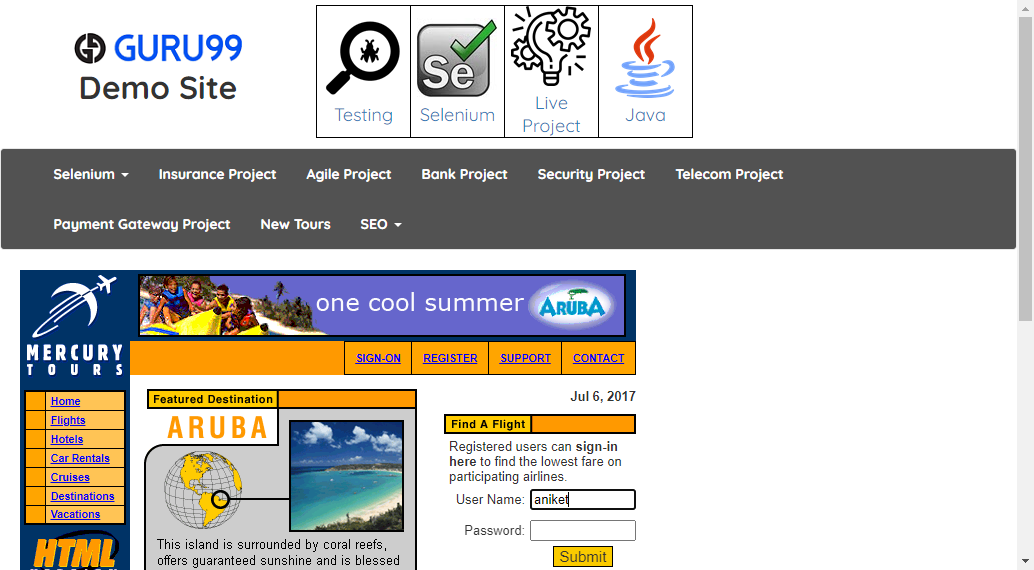 GURU99
Demo Site
Testing
Se
Selenium
Live
Project
Java
Selenium
Insurance Project
Agile Project
Bank Project
Security Project
Telecom Project
Payment Gateway Project
New Tours
SEO
one cool summer
ARUBA
MERCURY
TOURS
SIGN-ON
REGISTER
SUPPORT
CONTACT
Home
Flights
Hotels
Car Rentals
Cruises
Destinations
Vacations
HTML
Featured Destination
ARUBA
This island is surrounded by coral reefs,
offers guaranteed sunshine and is blessed
Jul 6, 2017
Find A Flight
Registered users can sign-in
here to find the lowest fare on
participating airlines.
User Name: aniket
Password:
Submit